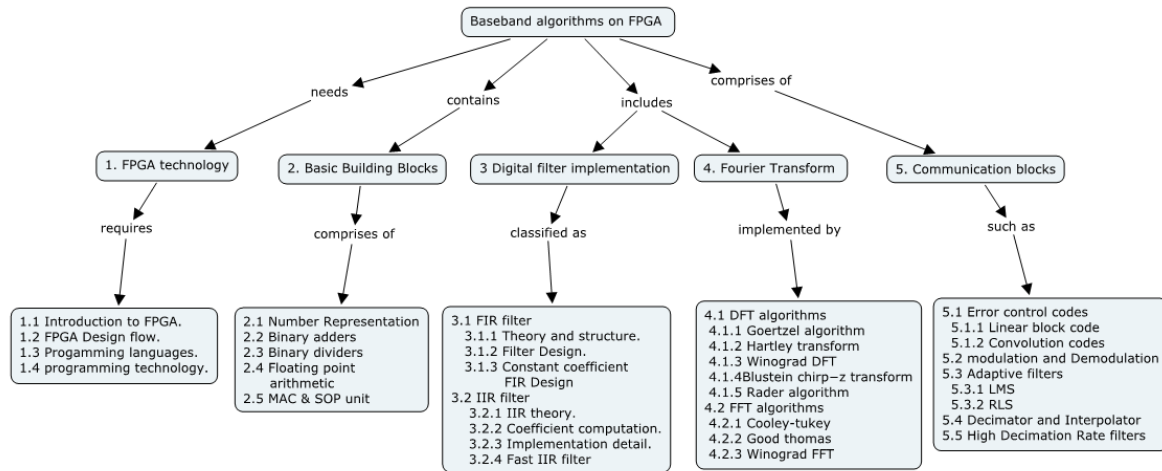 Baseband algorithms on FPGA
needs
contains
includes
comprises of
1. FPGA technology
2. Basic Building Blocks
3 Digital filter implementation
4. Fourier Transform
5. Communication blocks
requires
comprises of
classified as
implemented by
such as
1.1 Introduction to FPGA.
1.2 FPGA Design flow.
1.3 Progamming languages.
1.4 programming technology.
2.1 Number Representation
2.2 Binary adders
2.3 Binary dividers
2.4 Floating point
arithmetic
2.5 MAC & SOP unit
3.1 FIR filter
3.1.1 Theory and structure.
3.1.2 Filter Design.
3.1.3 Constant coefficient
FIR Design
3.2 IIR filter
3.2.1 IIR theory.
3.2.2 Coefficient computation.
3.2.3 Implementation detail.
3.2.4 Fast IIR filter
4.1 DFT algorithms
4.1.1 Goertzel algorithm
4.1.2 Hartley transform
4.1.3 Winograd DFT
4.1.4Blustein chirp−z transform
4.1.5 Rader algorithm
4.2 FFT algorithms
4.2.1 Cooley-tukey
4.2.2 Good thomas
4.2.3 Winograd FFT
5.1 Error control codes
5.1.1 Linear block code
5.1.2 Convolution codes
5.2 modulation and Demodulation
5.3 Adaptive filters
5.3.1 LMS
5.3.2 RLS
5.4 Decimator and Interpolator
5.5 High Decimation Rate filters